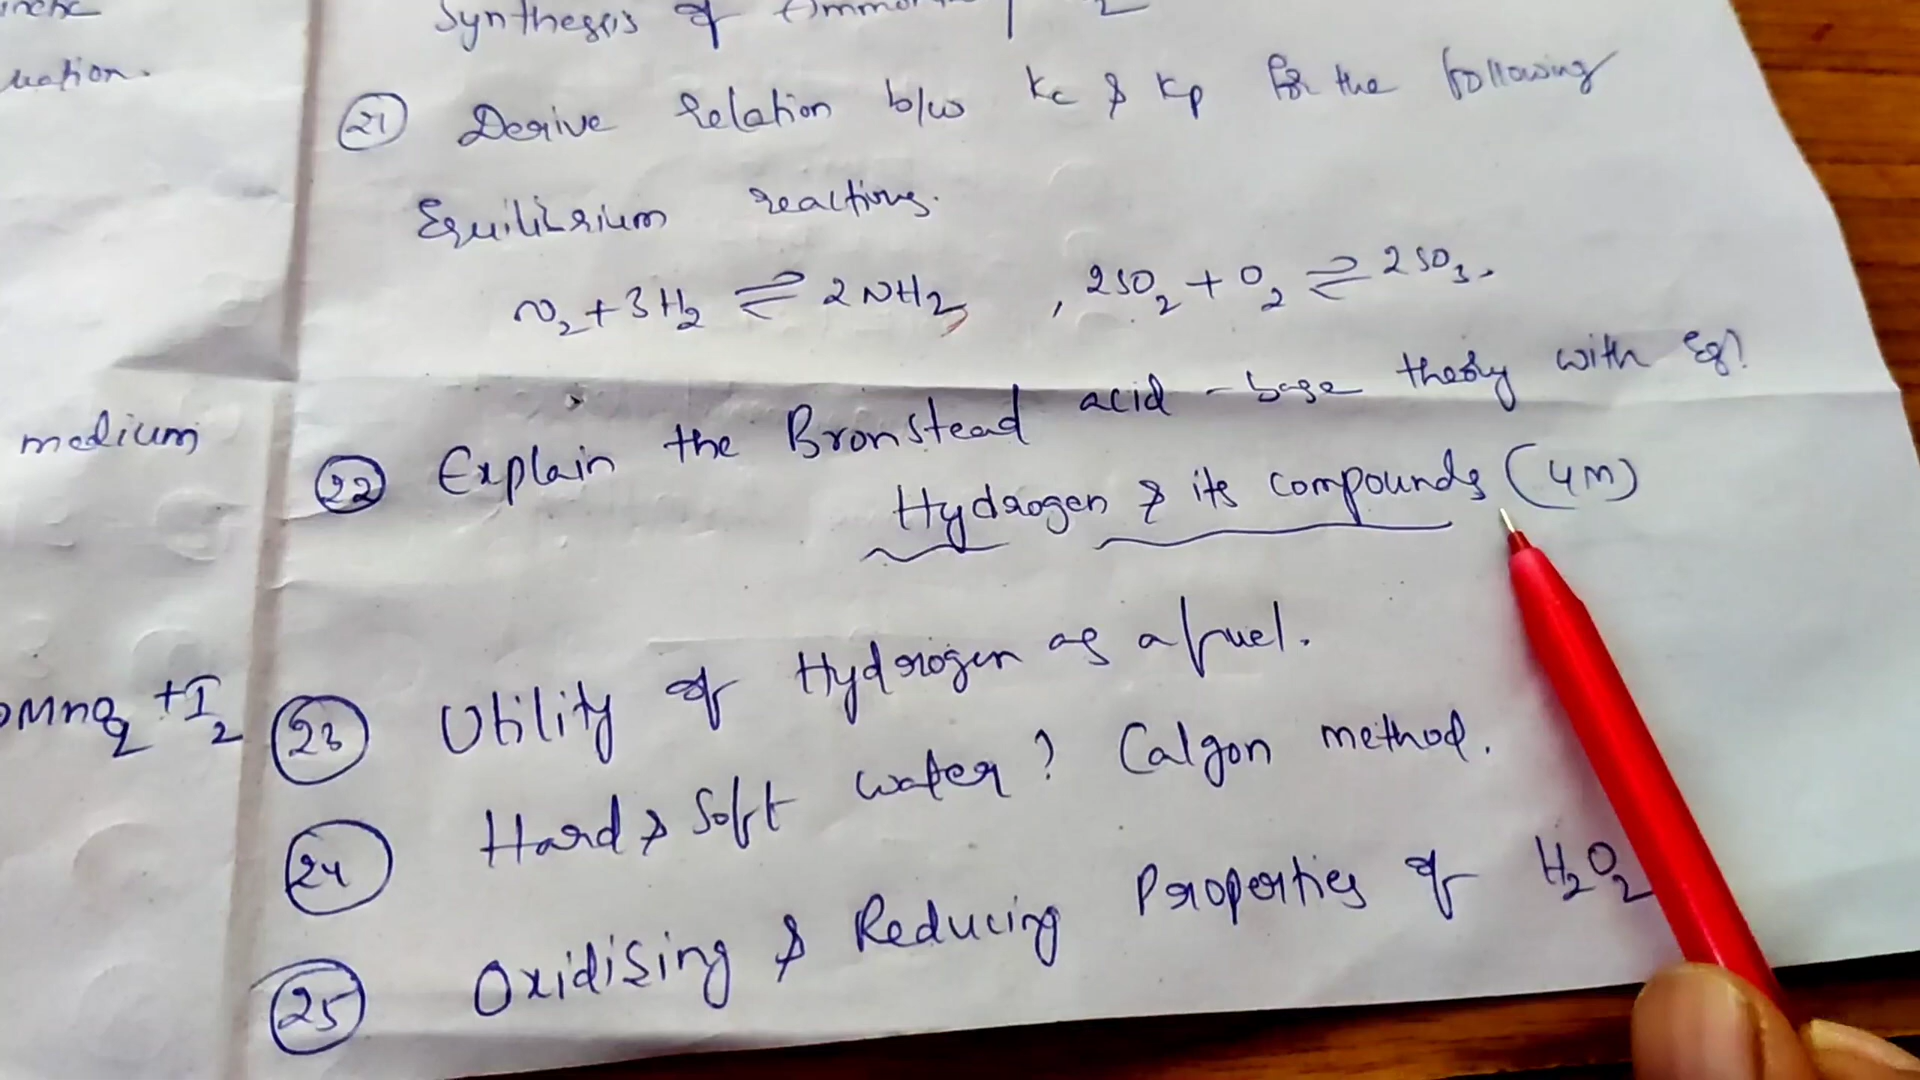 uation.
medium
MnO2 + I2
Synthesis of
(21) Derive relation b/w Kc & Kp for the following
Equilibrium reactions.
N2 + 3H2 ⇌ 2NH3 , 2SO2 + O2 ⇌ 2SO3.
(22) Explain the Bronstead acid - base theory with Eg?
Hydrogen & its compounds (4M)
(23) Utility of Hydrogen as a fuel.
(24) Hard & Soft water? Calgon method.
(25) Oxidising & Reducing Properties of H2O2